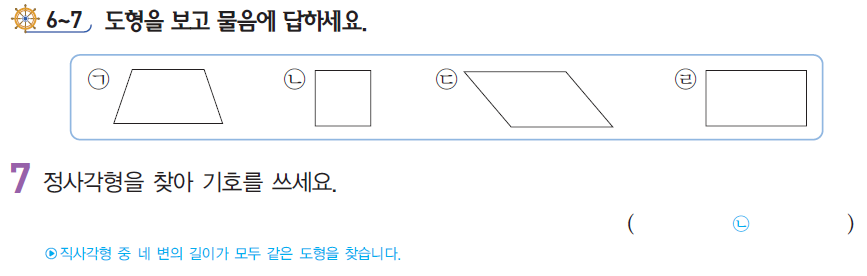 6~7 도형을 보고 물음에 답하세요.
㉠ ㉡ ㉢ ㉣
7 정사각형을 찾아 기호를 쓰세요.
( ㉡ )
▶직사각형 중 네 변의 길이가 모두 같은 도형을 찾습니다.